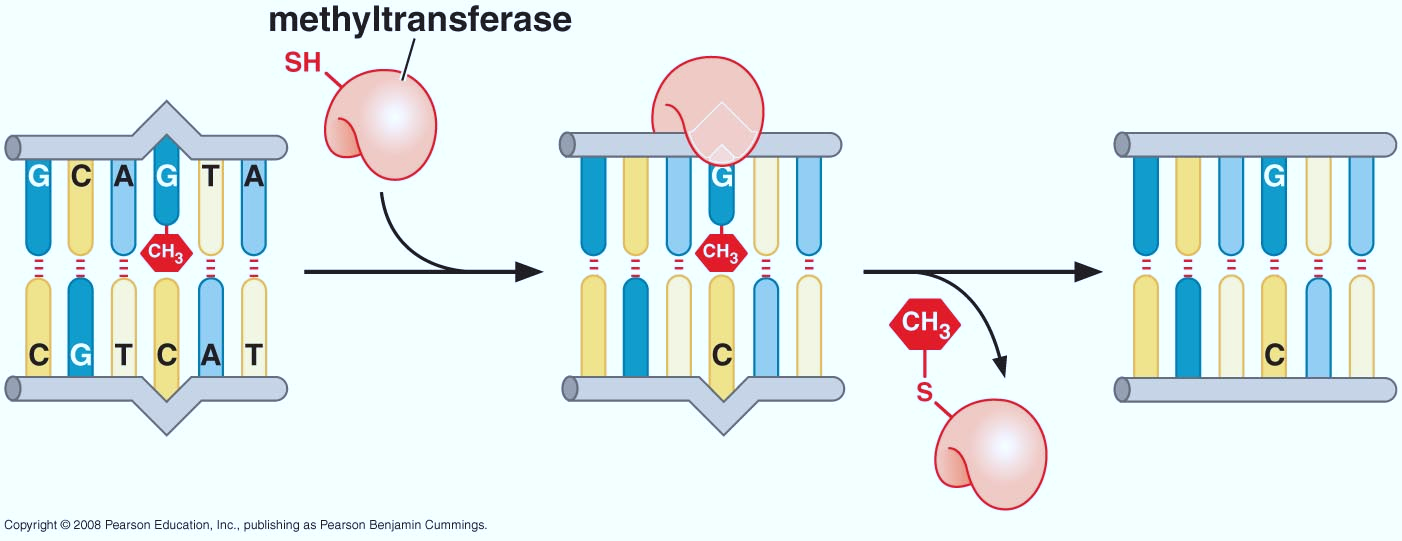 methyltransferase
SH
G C A G T A
CH3
C G T C A T
G
CH3
C
CH3
S
G
C
Copyright © 2008 Pearson Education, Inc., publishing as Pearson Benjamin Cummings.